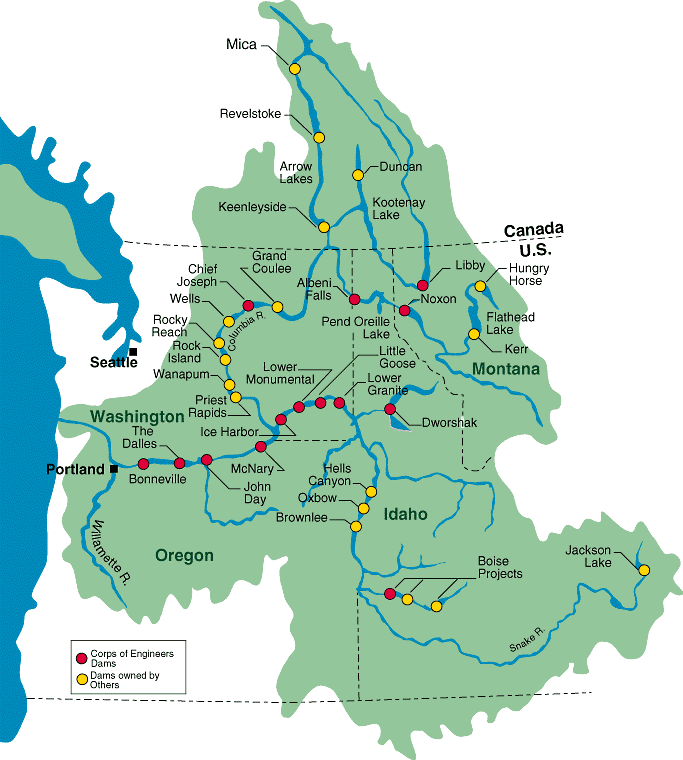 Mica
Revelstoke
Arrow
Lakes
Duncan
Keenleyside
Kootenay
Lake
Canada
U.S.
Grand
Coulee
Chief
Joseph
Albeni
Falls
Libby
Hungry
Horse
Wells
Noxon
Columbia R.
Rocky
Reach
Pend Oreille
Lake
Flathead
Lake
Rock
Island
Seattle
Kerr
Little
Goose
Wanapum
Lower
Monumental
Montana
Lower
Granite
Priest
Rapids
Washington
Ice Harbor
Dworshak
The
Dalles
Portland
McNary
Bonneville
John
Day
Hells
Canyon
Oxbow
Brownlee
Idaho
Willamette R.
Oregon
Boise
Projects
Jackson
Lake
Snake R.
Corps of Engineers
Dams
Dams owned by
Others